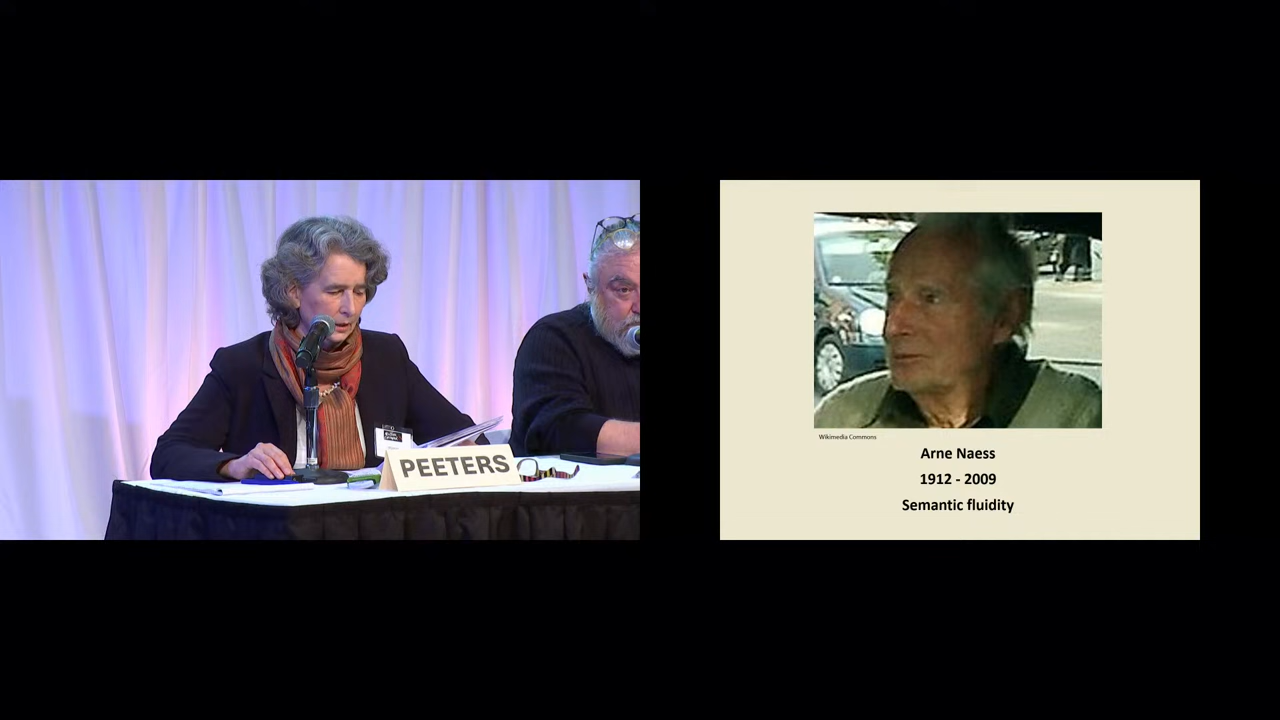 PEETERS
Wikimedia Commons
Arne Naess
1912 - 2009
Semantic fluidity